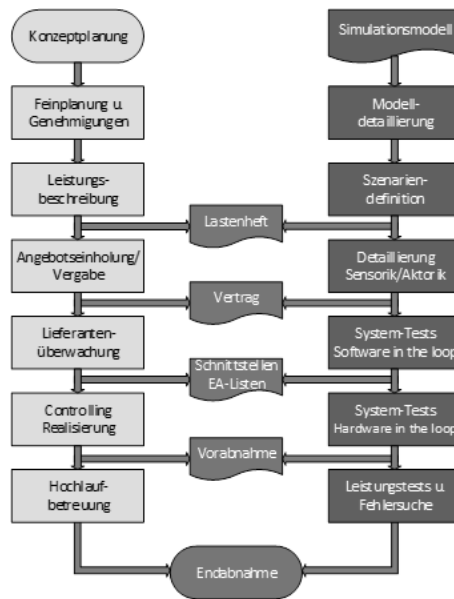 Konzeptplanung
Simulationsmodell
Feinplanung u.
Genehmigungen
Modell-
detaillierung
Leistungs-
beschreibung
Szenarien-
definition
Lastenheft
Angebotseinholung/
Vergabe
Detaillierung
Sensorik/Aktorik
Vertrag
Lieferanten-
überwachung
System-Tests
Software in the loop
Schnittstellen
EA-Listen
Controlling
Realisierung
System-Tests
Hardware in the loop
Vorabnahme
Hochlauf-
betreuung
Leistungstests u.
Fehlersuche
Endabnahme